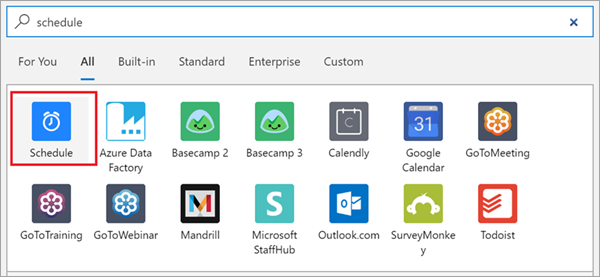 schedule
For You All Built-in Standard Enterprise Custom
Schedule Azure Data Factory Basecamp 2 Basecamp 3 Calendly 31 Google Calendar GoToMeeting
GoToTraining GoToWebinar Mandrill S Microsoft StaffHub Outlook.com SurveyMonke y Todoist